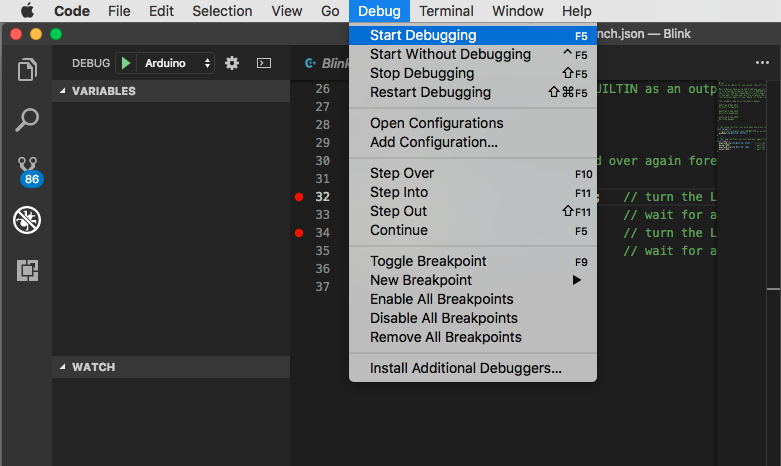 Code File Edit Selection View Go Debug Terminal Window Help
nch.json — Blink
DEBUG Arduino
Blink
VARIABLES
86
WATCH
Start Debugging F5
Start Without Debugging ⌃F5
Stop Debugging ⇧F5
Restart Debugging ⇧⌘F5
Open Configurations
Add Configuration...
Step Over F10
Step Into F11
Step Out ⇧F11
Continue F5
Toggle Breakpoint F9
New Breakpoint
Enable All Breakpoints
Disable All Breakpoints
Remove All Breakpoints
Install Additional Debuggers...
26 UILTIN as an outp
27
28
29
30 d over again fore
31
32 ; // turn the L
33 // wait for a
34 // turn the L
35 // wait for a
36
37